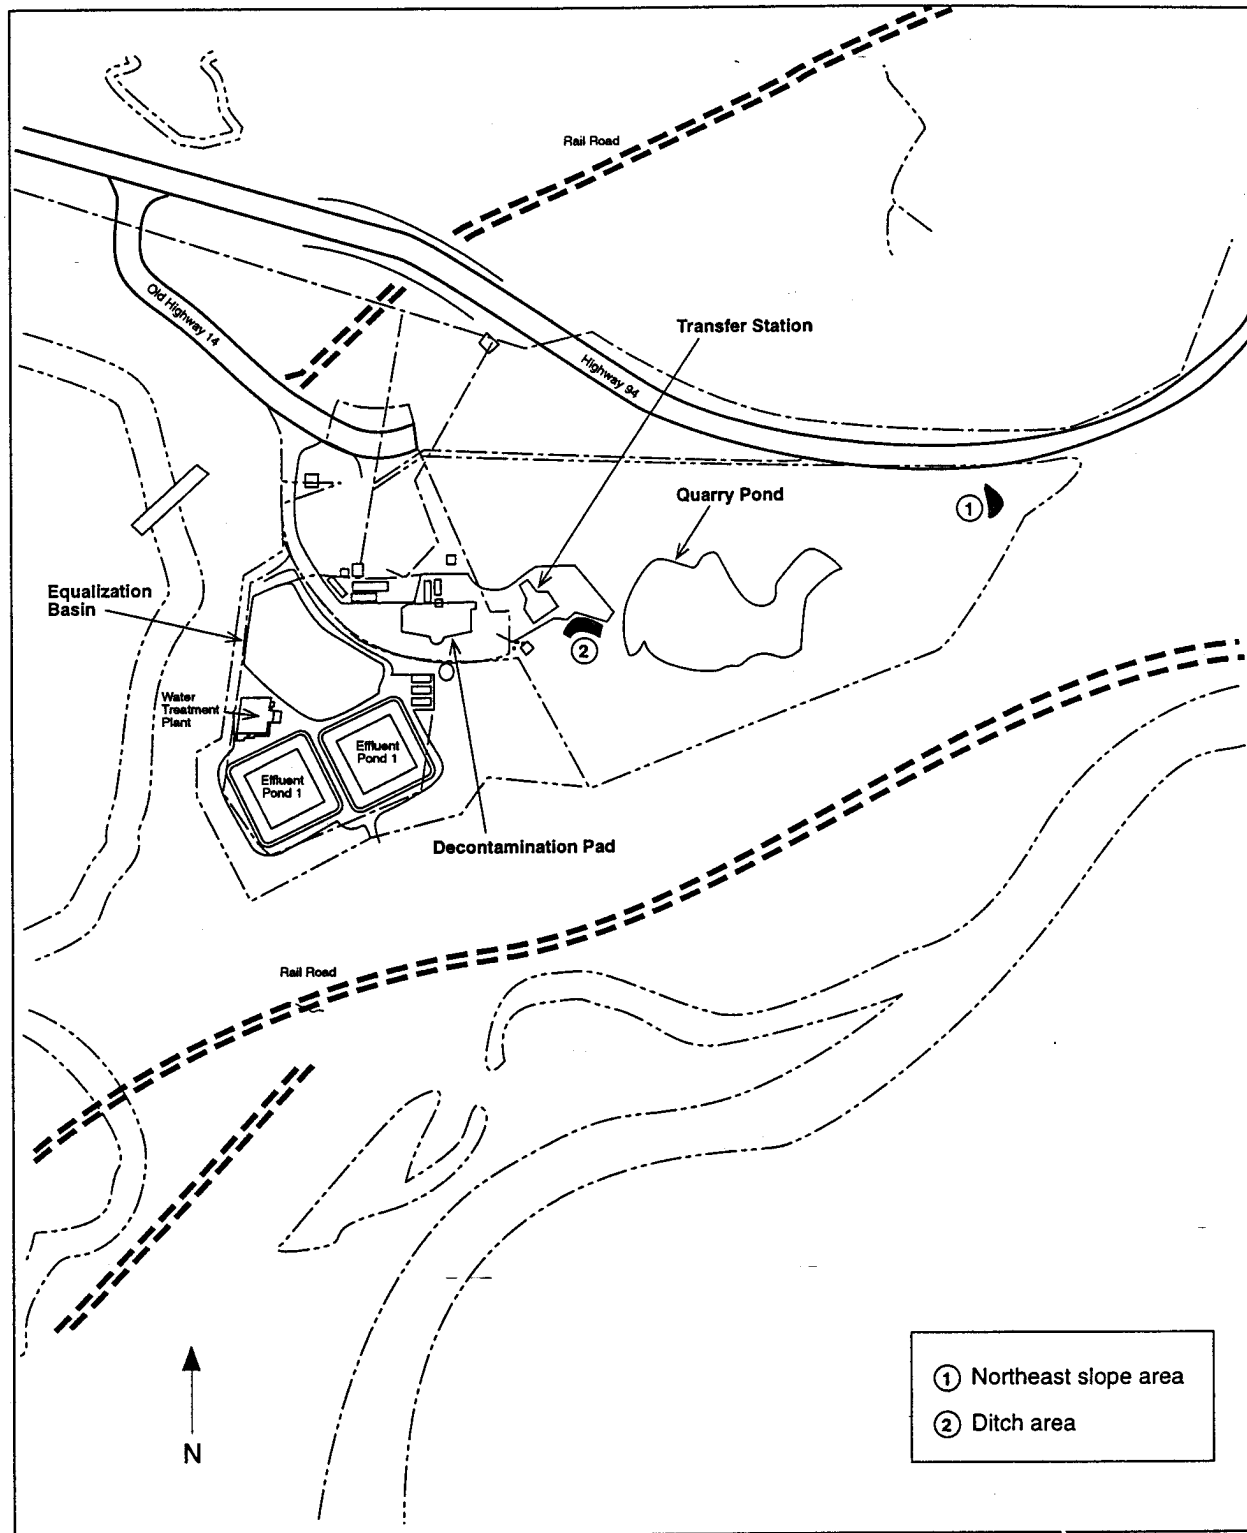 Rail Road
Old Highway 14
Transfer Station
Highway 94
Quarry Pond
1
Equalization
Basin
2
Water
Treatment
Plant
Effluent
Pond 1
Effluent
Pond 1
Decontamination Pad
Rail Road
N
1 Northeast slope area
2 Ditch area